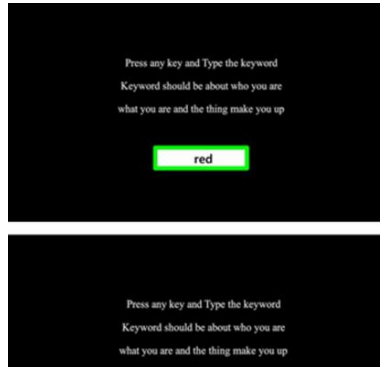 Press any key and Type the keyword
Keyword should be about who you are
what you are and the thing make you up
red
Press any key and Type the keyword
Keyword should be about who you are
what you are and the thing make you up